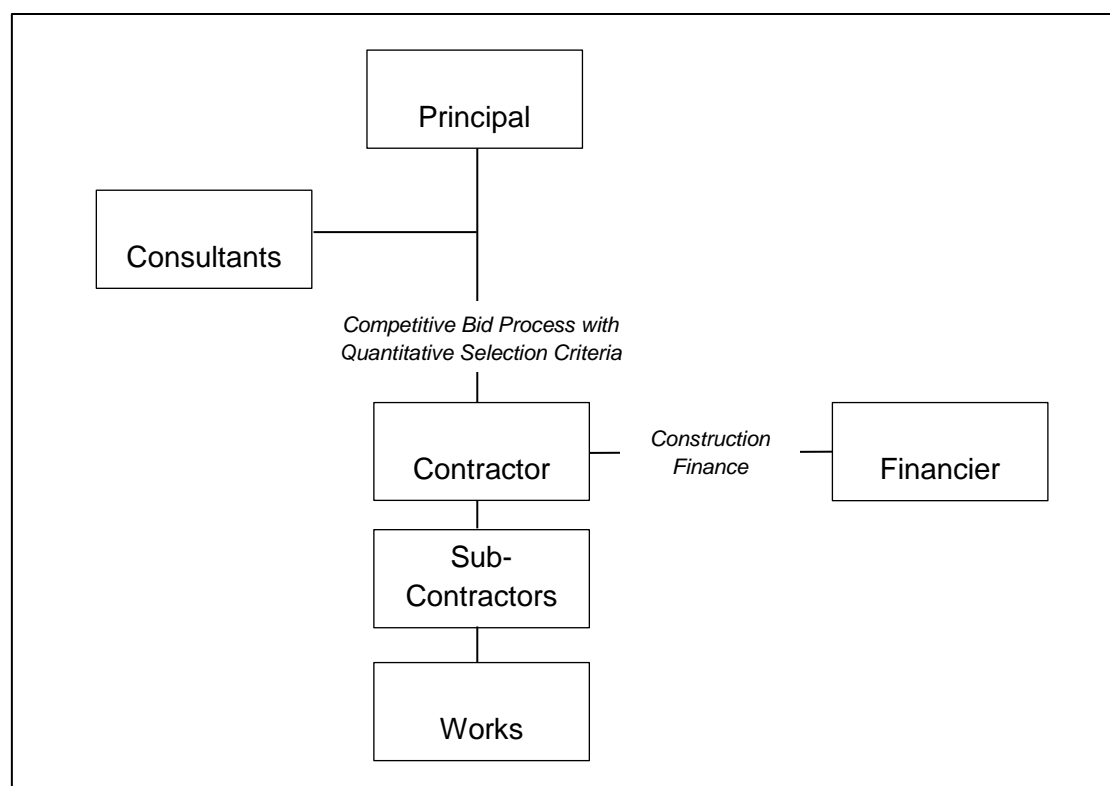 Principal
Consultants
Competitive Bid Process with
Quantitative Selection Criteria
Contractor
Construction
Finance
Financier
Sub-
Contractors
Works